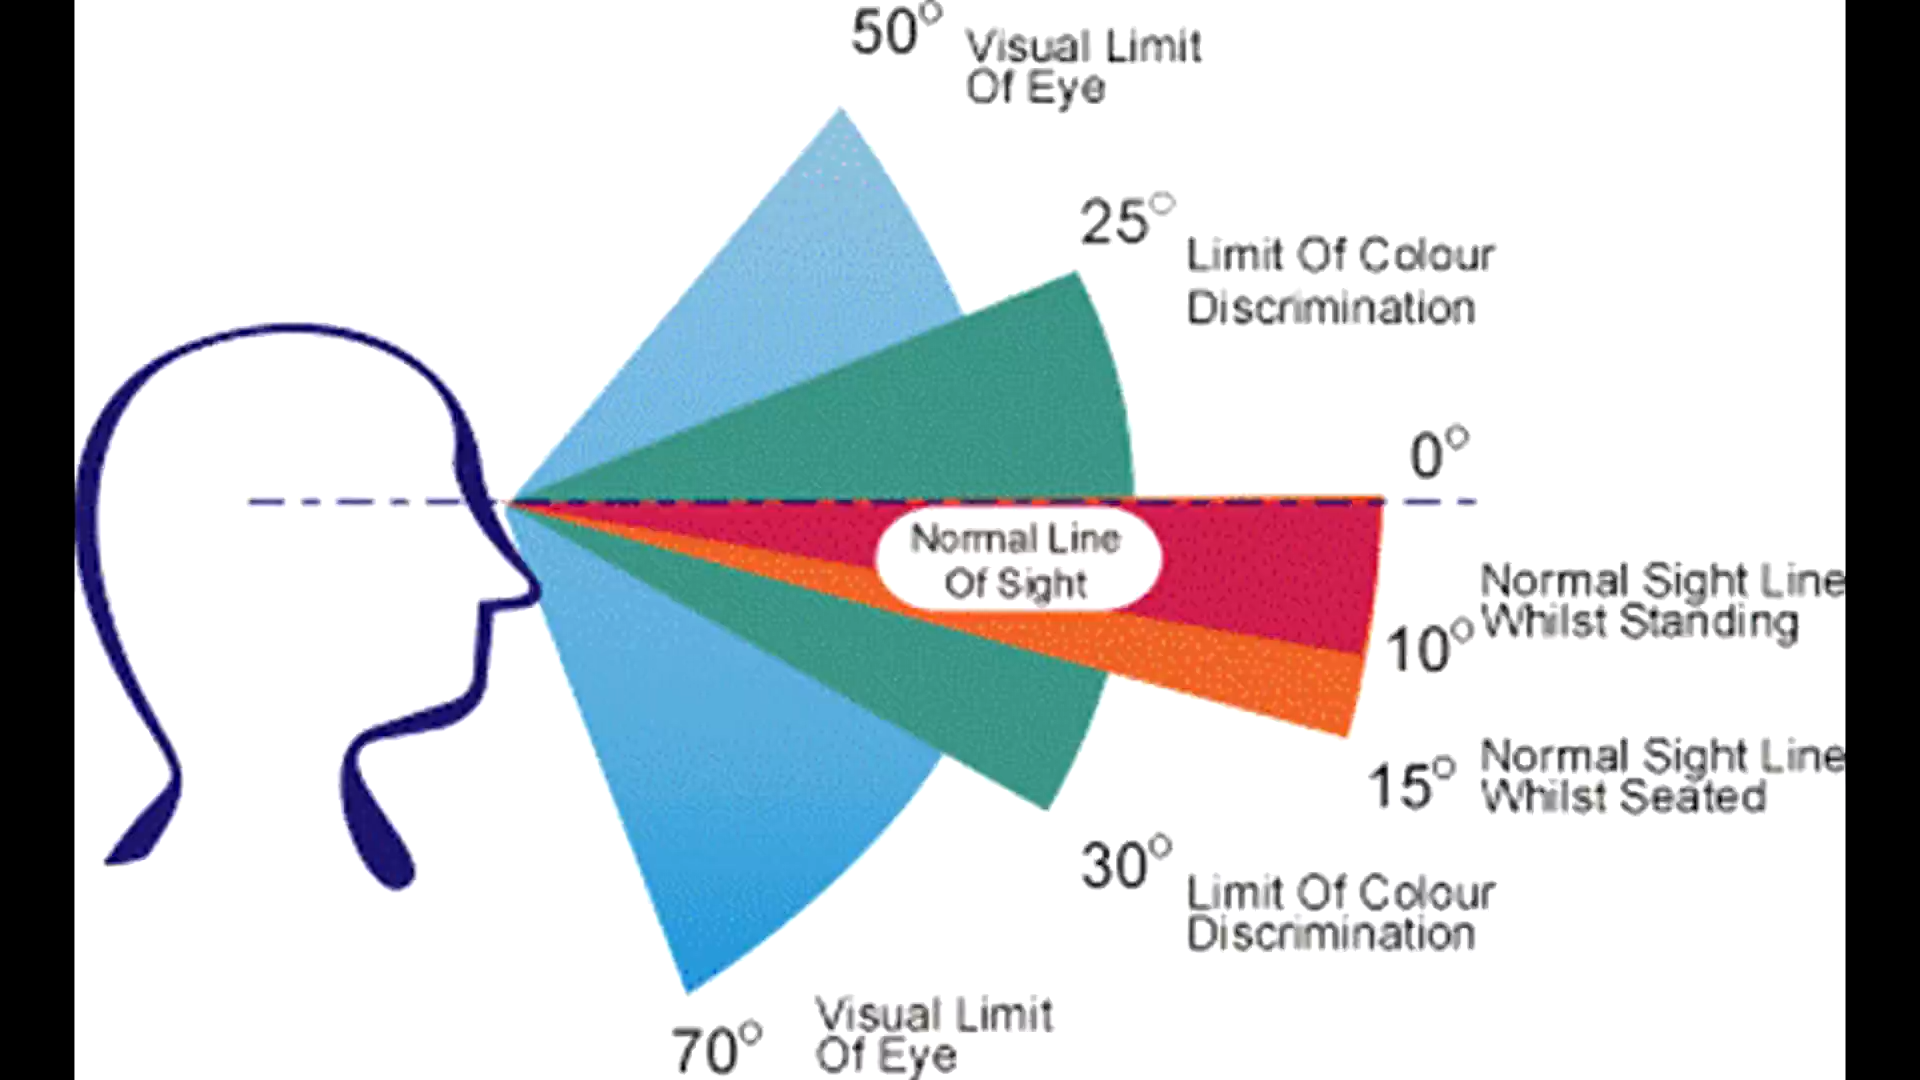 50°
Visual Limit
Of Eye
25°
Limit Of Colour
Discrimination
0°
Normal Line
Of Sight
Normal Sight Line
Whilst Standing
10°
Normal Sight Line
Whilst Seated
15°
30°
Limit Of Colour
Discrimination
70°
Visual Limit
Of Eye